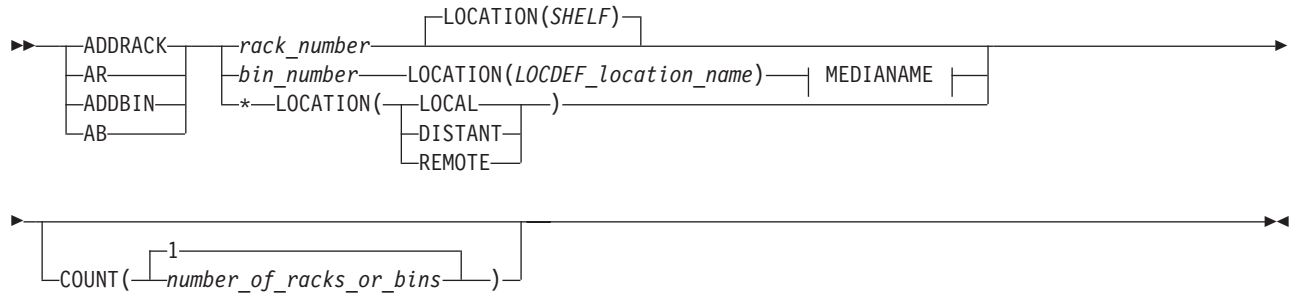 LOCATION(SHELF)
ADDRACK rack_number
AR bin_number LOCATION(LOCDEF_location_name) MEDIANAME
ADDBIN * LOCATION( LOCAL )
AB DISTANT
REMOTE
1
COUNT( number_of_racks_or_bins )